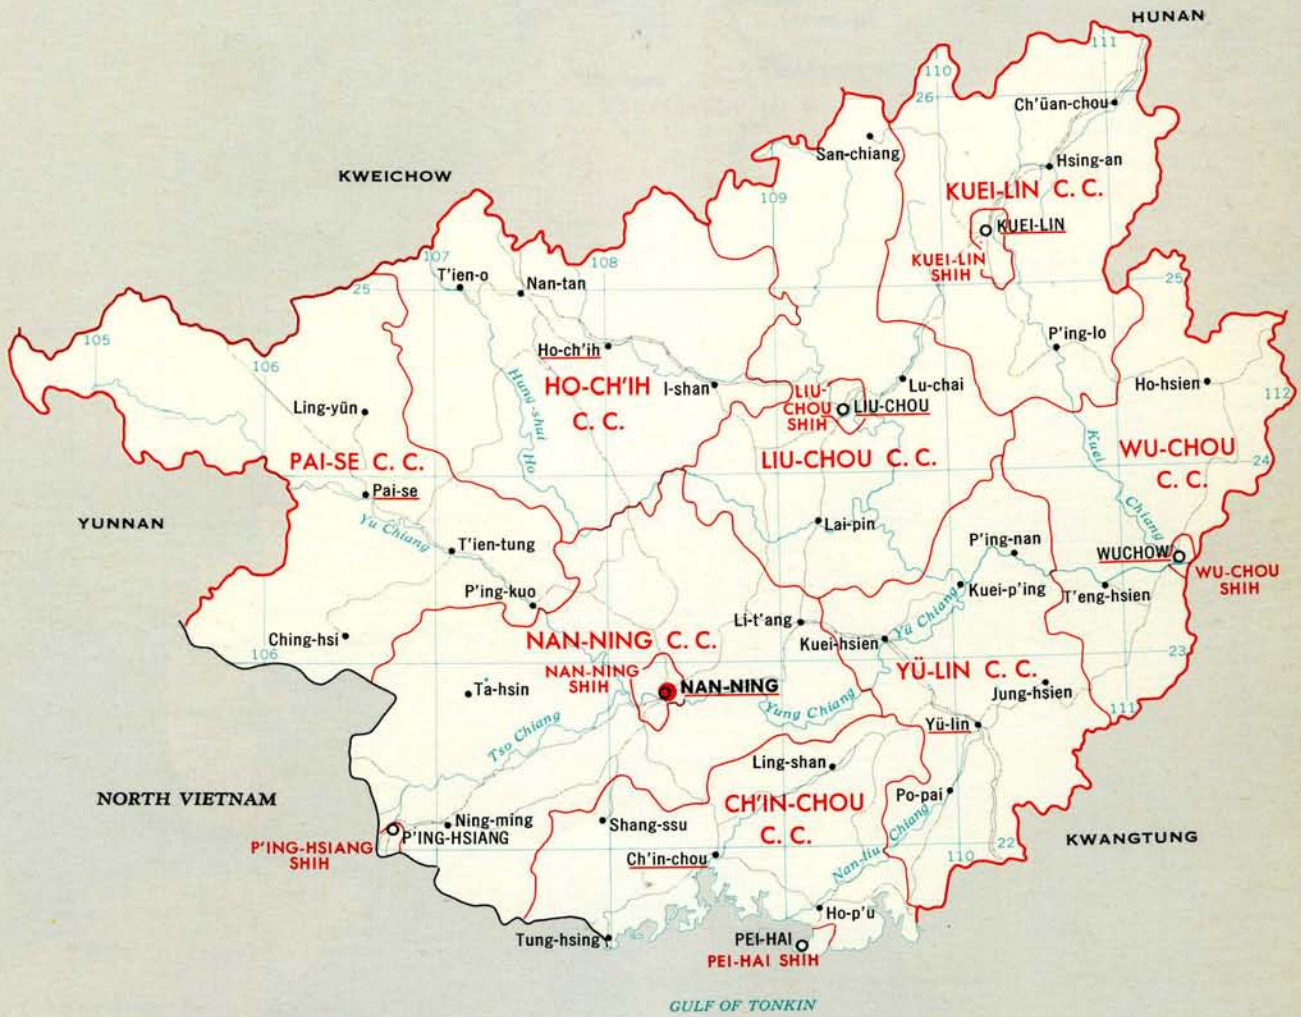 HUNAN
111
110
26
Ch'üan-chou
San-chiang
Hsing-an
KWEICHOW
109
KUEI-LIN C. C.
KUEI-LIN
KUEI-LIN
SHIH
107
108
T'ien-o
Nan-tan
25
25
105
106
Ho-ch'ih
P'ing-lo
HO-CH'IH
C. C.
I-shan
Lu-chai
Ho-hsien
112
LIU-
CHOU
SHIH
LIU-CHOU
Ling-yün
Hung-shui
Ho
PAI-SE C. C.
LIU-CHOU C. C.
Kuei
Chiang
WU-CHOU
C. C.
24
Pai-se
YUNNAN
Yu Chiang
Lai-pin
T'ien-tung
P'ing-nan
WUCHOW
WU-CHOU
SHIH
P'ing-kuo
Kuei-p'ing
T'eng-hsien
Yü Chiang
Ching-hsi
NAN-NING C. C.
Li-t'ang
Kuei-hsien
106
23
NAN-NING
SHIH
YÜ-LIN C. C.
Ta-hsin
NAN-NING
Jung-hsien
Yung Chiang
111
Tso Chiang
Yü-lin
Ling-shan
NORTH VIETNAM
CH'IN-CHOU
C. C.
Po-pai
Ning-ming
P'ING-HSIANG
P'ING-HSIANG
SHIH
Shang-ssu
Nan-liu Chiang
KWANGTUNG
110
22
Ch'in-chou
Ho-p'u
Tung-hsing
PEI-HAI
PEI-HAI SHIH
GULF OF TONKIN